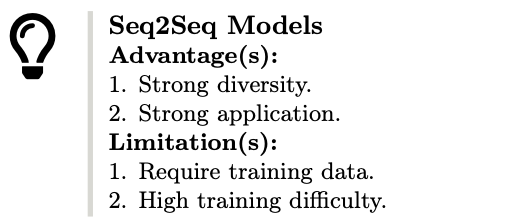 Seq2Seq Models
Advantage(s):
1. Strong diversity.
2. Strong application.
Limitation(s):
1. Require training data.
2. High training difficulty.